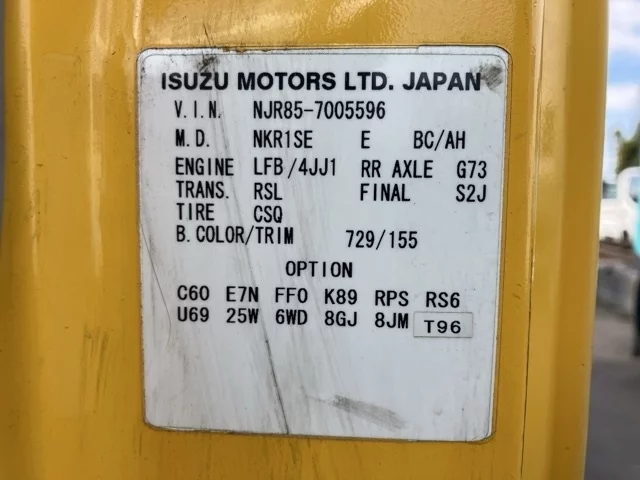 ISUZU MOTORS LTD. JAPAN
V.I.N. NJR85-7005596
M.D. NKR1SE E BC/AH
ENGINE LFB/4JJ1 RR AXLE G73
TRANS. RSL FINAL S2J
TIRE CSQ
B.COLOR/TRIM 729/155
OPTION
C60 E7N FF0 K89 RPS RS6
U69 25W 6WD 8GJ 8JM T96